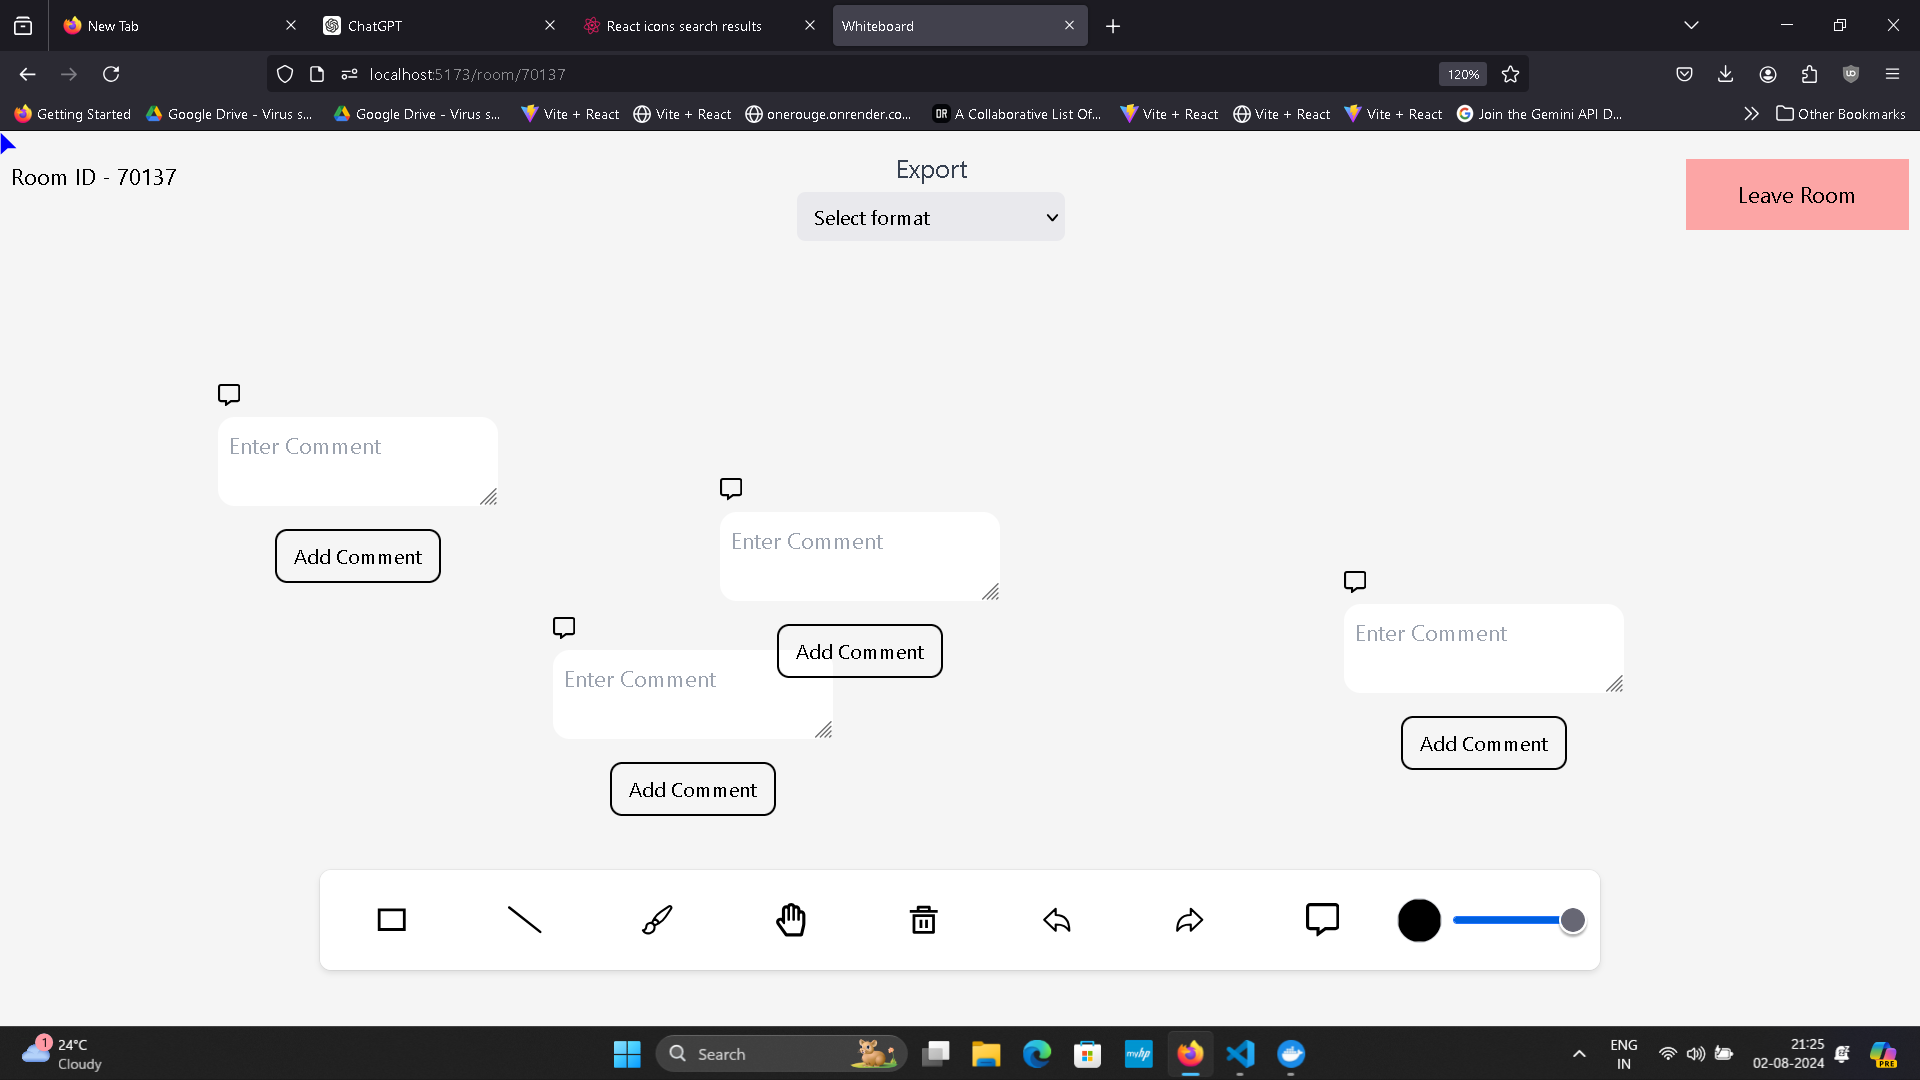 New Tab
ChatGPT
React icons search results
Whiteboard
localhost:5173/room/70137
120%
Getting Started
Google Drive - Virus s...
Google Drive - Virus s...
Vite + React
Vite + React
onerouge.onrender.co...
DR
A Collaborative List Of...
Vite + React
Vite + React
Vite + React
Join the Gemini API D...
Other Bookmarks
Room ID - 70137
Export
Select format
Leave Room
Enter Comment
Add Comment
Enter Comment
Add Comment
Enter Comment
Add Comment
Enter Comment
Add Comment
1
24°C
Cloudy
Search
myhp
ENG
IN
21:25
02-08-2024
PRE